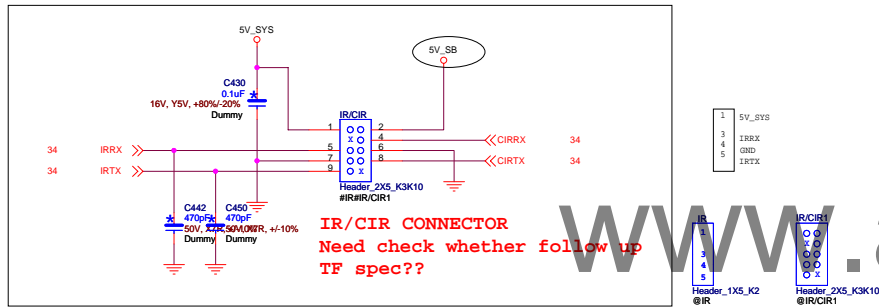 5V_SYS
5V_SB
C430
0.1uF
16V, Y5V, +80%/-20%
Dummy
IR/CIR
1 2
x 4
5 6
7 8
9 x
34 IRRX
34 IRTX
CIRRX 34
CIRTX 34
Header_2X5_K3K10
#IR#IR/CIR1
C442
470pF
Dummy
C450
470pF
Dummy
IR/CIR CONNECTOR
Need check whether follow up
TF spec??
1 5V_SYS
3 IRRX
4 GND
5 IRTX
IR
1
3
4
5
Header_1X5_K2
@IR
IR/CIR1
x
x
Header_2X5_K3K10
@IR/CIR1
www.a